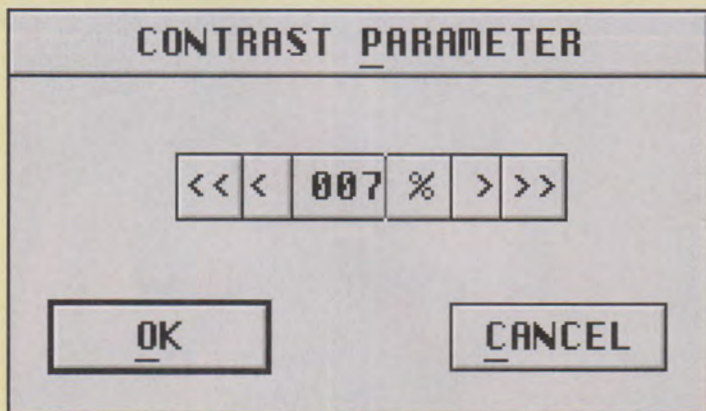 CONTRAST PARAMETER
<< < 007 % > >>
OK CANCEL